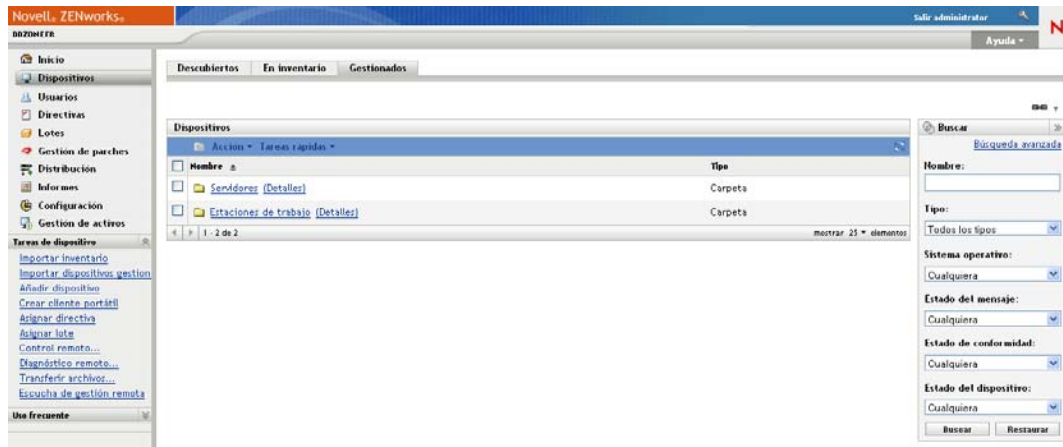 Novell. ZENworks.
Salir administrator
Ayuda
Inicio
Dispositivos
Usuarios
Directivas
Lotes
Gestión de parches
Distribución
Informes
Configuración
Gestión de activos
Tareas de dispositivo
Importar inventario
Importar dispositivos gestion
Añadir dispositivo
Crear cliente portátil
Asignar directiva
Asignar lote
Control remoto...
Diagnóstico remoto...
Transferir archivos...
Escucha de gestión remota
Uso frecuente
Descubiertos
En inventario
Gestionados
Dispositivos
Acción
Tareas rápidas
Nombre
Tipo
Servidores (Detalles)
Carpeta
Estaciones de trabajo (Detalles)
Carpeta
1 - 2 de 2
mostrar 25 elementos
Buscar
Búsqueda avanzada
Nombre:
Tipo:
Todos los tipos
Sistema operativo:
Cualquiera
Estado del mensaje:
Cualquiera
Estado de conformidad:
Cualquiera
Estado del dispositivo:
Cualquiera
Buscar
Restaurar